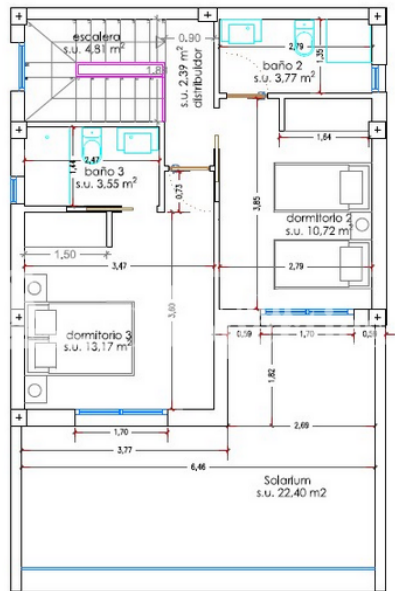 escalera
s.u. 4,81 m²
0.90
s.u. 2,39 m²
distribuidor
2,79
baño 2
s.u. 3,77 m²
1,35
1,64
2,47
1,44
baño 3
s.u. 3,55 m²
0,73
3,85
dormitorio 2
s.u. 10,72 m²
1.50
3,47
2,79
dormitorio 3
s.u. 13,17 m²
0,59
1,70
1,82
1,70
2,69
3,77
6,46
Solarium
s.u. 22,40 m2